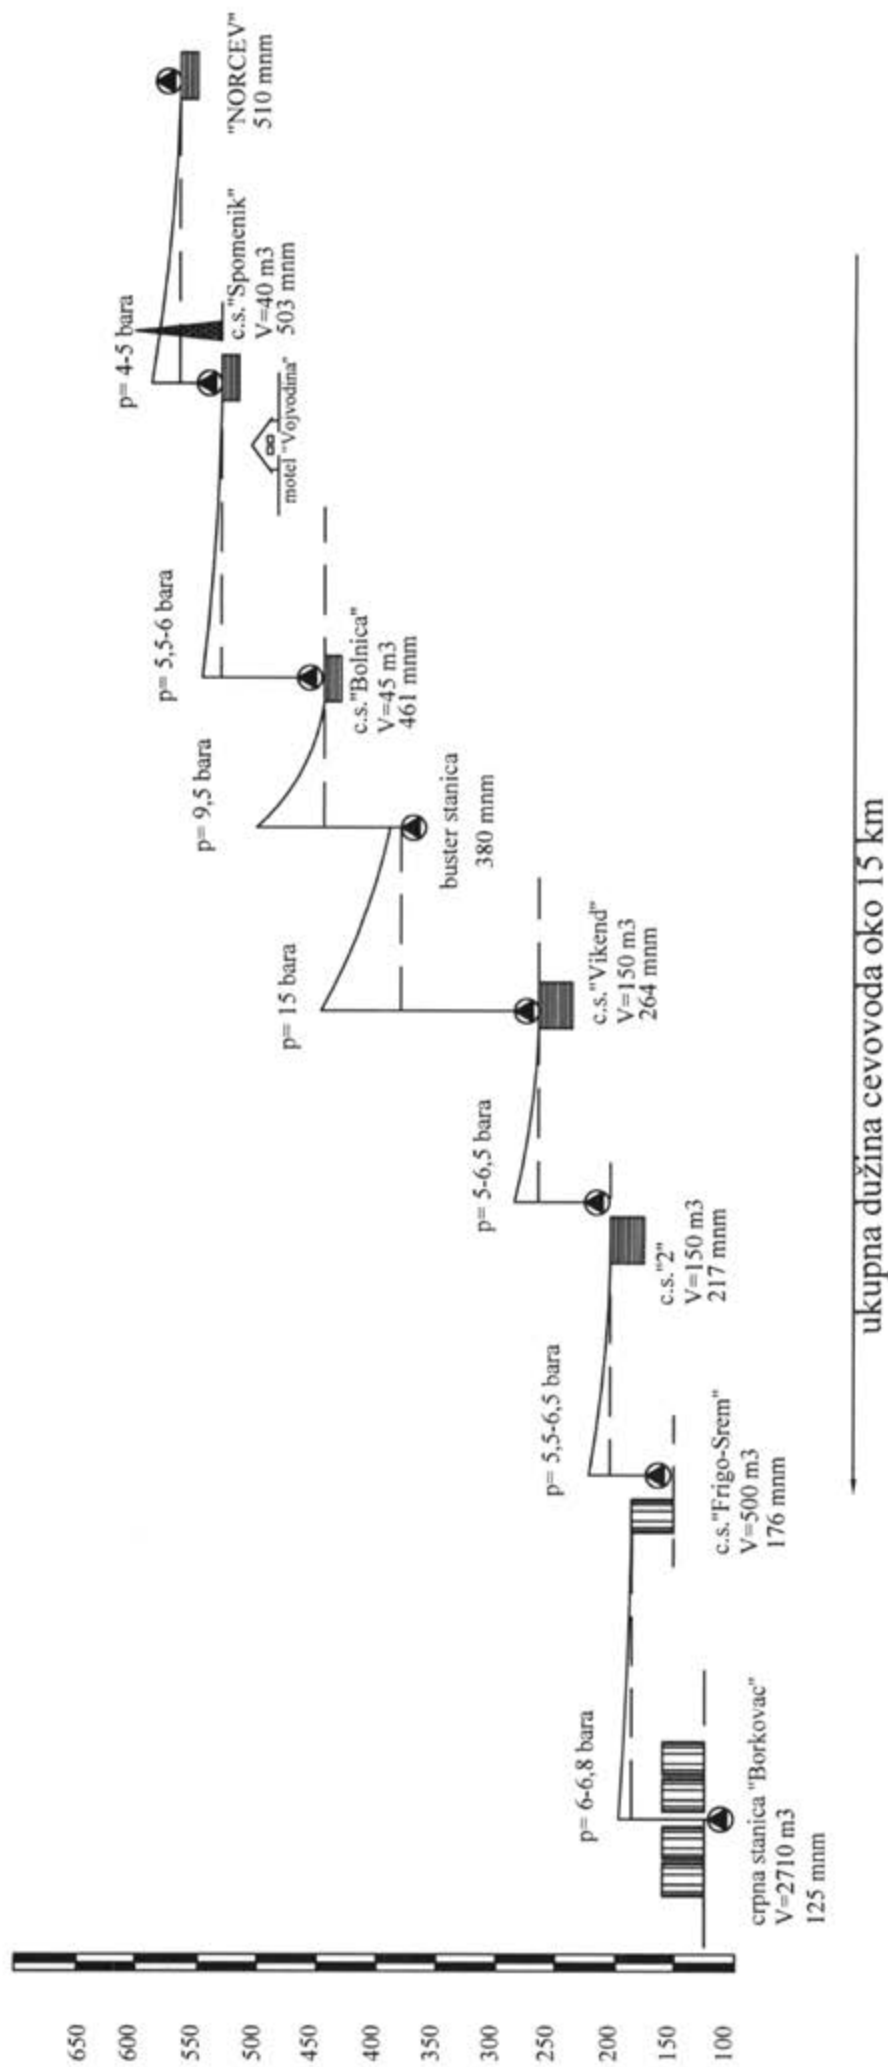 650
600
550
500
450
400
350
300
250
200
150
100
p= 6-6,8 bara
crpna stanica "Borkovac"
V=2710 m3
125 mnm
p= 5,5-6,5 bara
c.s."Frigo-Srem"
V=500 m3
176 mnm
p= 5-6,5 bara
c.s."2"
V=150 m3
217 mnm
p= 15 bara
c.s."Vikend"
V=150 m3
264 mnm
p= 9,5 bara
buster stanica
380 mnm
p= 5,5-6 bara
c.s."Bolnica"
V=45 m3
461 mnm
motel "Vojvodina"
p= 4-5 bara
c.s."Spomenik"
V=40 m3
503 mnm
"NORCEV"
510 mnm
ukupna dužina cevovoda oko 15 km